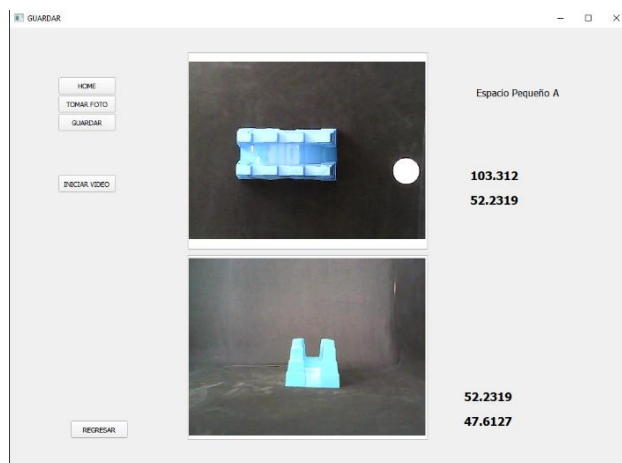 GUARDAR
HOME
TOMAR FOTO
GUARDAR
INICIAR VIDEO
REGRESAR
Espacio Pequeño A
103.312
52.2319
52.2319
47.6127